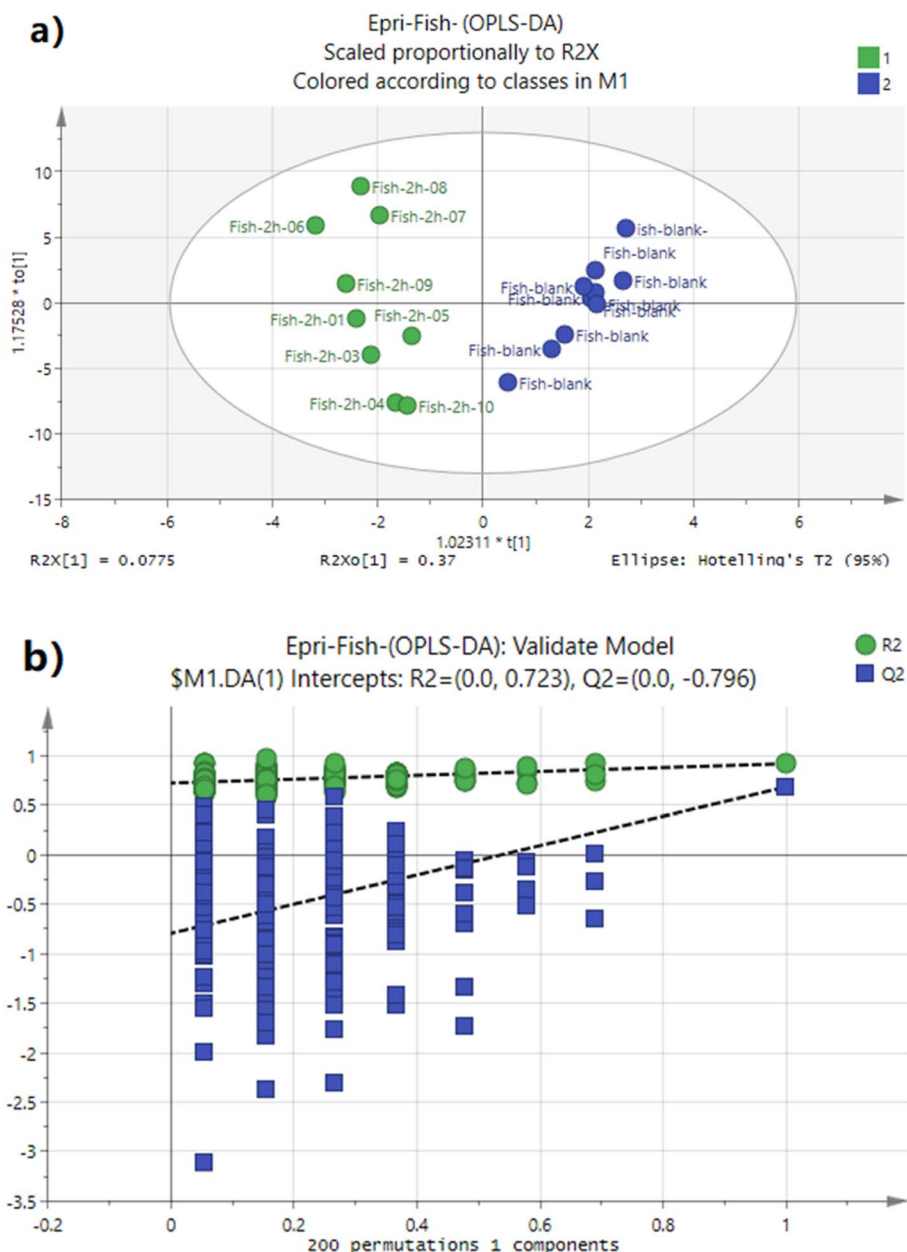 a)
Epri-Fish- (OPLS-DA)
Scaled proportionally to R2X
Colored according to classes in M1
1
2
1.17528 * to[1]
10
5
0
-5
-10
-15
Fish-2h-08
Fish-2h-07
Fish-2h-06
Fish-2h-09
Fish-2h-01
Fish-2h-05
Fish-2h-03
Fish-2h-04
Fish-2h-10
ish-blank-
Fish-blank
Fish-blank
Fish-blank
Fish-blank
Fish-blank
Fish-blank
Fish-blank
Fish-blank
Fish-blank
-8
-6
-4
-2
0
2
4
6
1.02311 * t[1]
R2X[1] = 0.0775
R2Xo[1] = 0.37
Ellipse: Hotelling's T2 (95%)
b)
Epri-Fish-(OPLS-DA): Validate Model
$M1.DA(1) Intercepts: R2=(0.0, 0.723), Q2=(0.0, -0.796)
R2
Q2
1
0.5
0
-0.5
-1
-1.5
-2
-2.5
-3
-3.5
-0.2
0
0.2
0.4
0.6
0.8
1
200 permutations 1 components